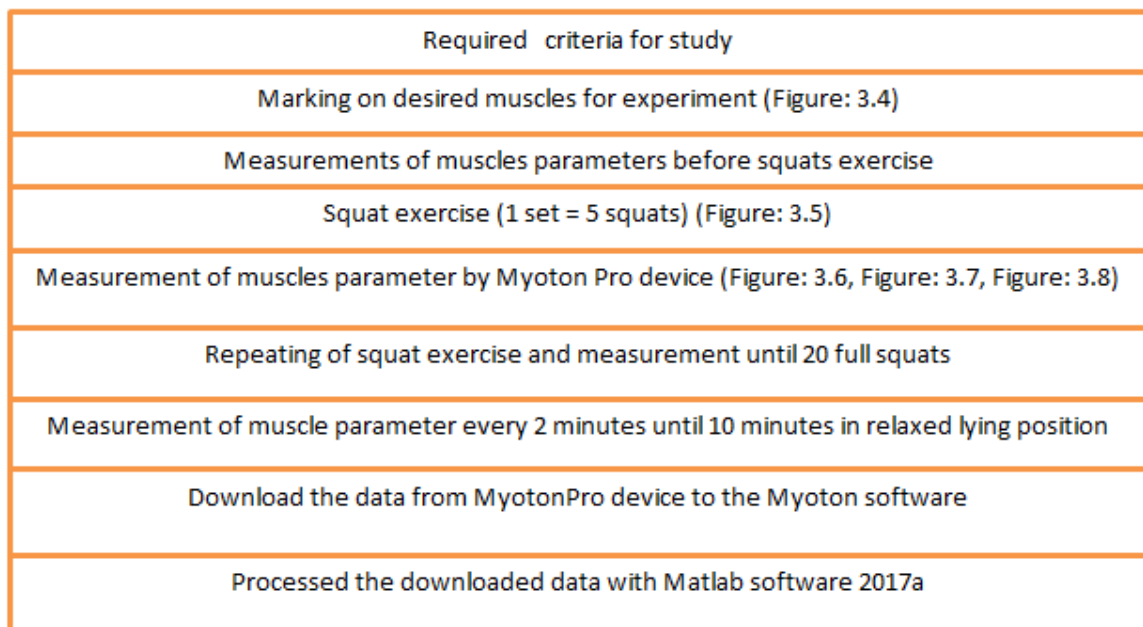 Required criteria for study
Marking on desired muscles for experiment (Figure: 3.4)
Measurements of muscles parameters before squats exercise
Squat exercise (1 set = 5 squats) (Figure: 3.5)
Measurement of muscles parameter by Myoton Pro device (Figure: 3.6, Figure: 3.7, Figure: 3.8)
Repeating of squat exercise and measurement until 20 full squats
Measurement of muscle parameter every 2 minutes until 10 minutes in relaxed lying position
Download the data from MyotonPro device to the Myoton software
Processed the downloaded data with Matlab software 2017a